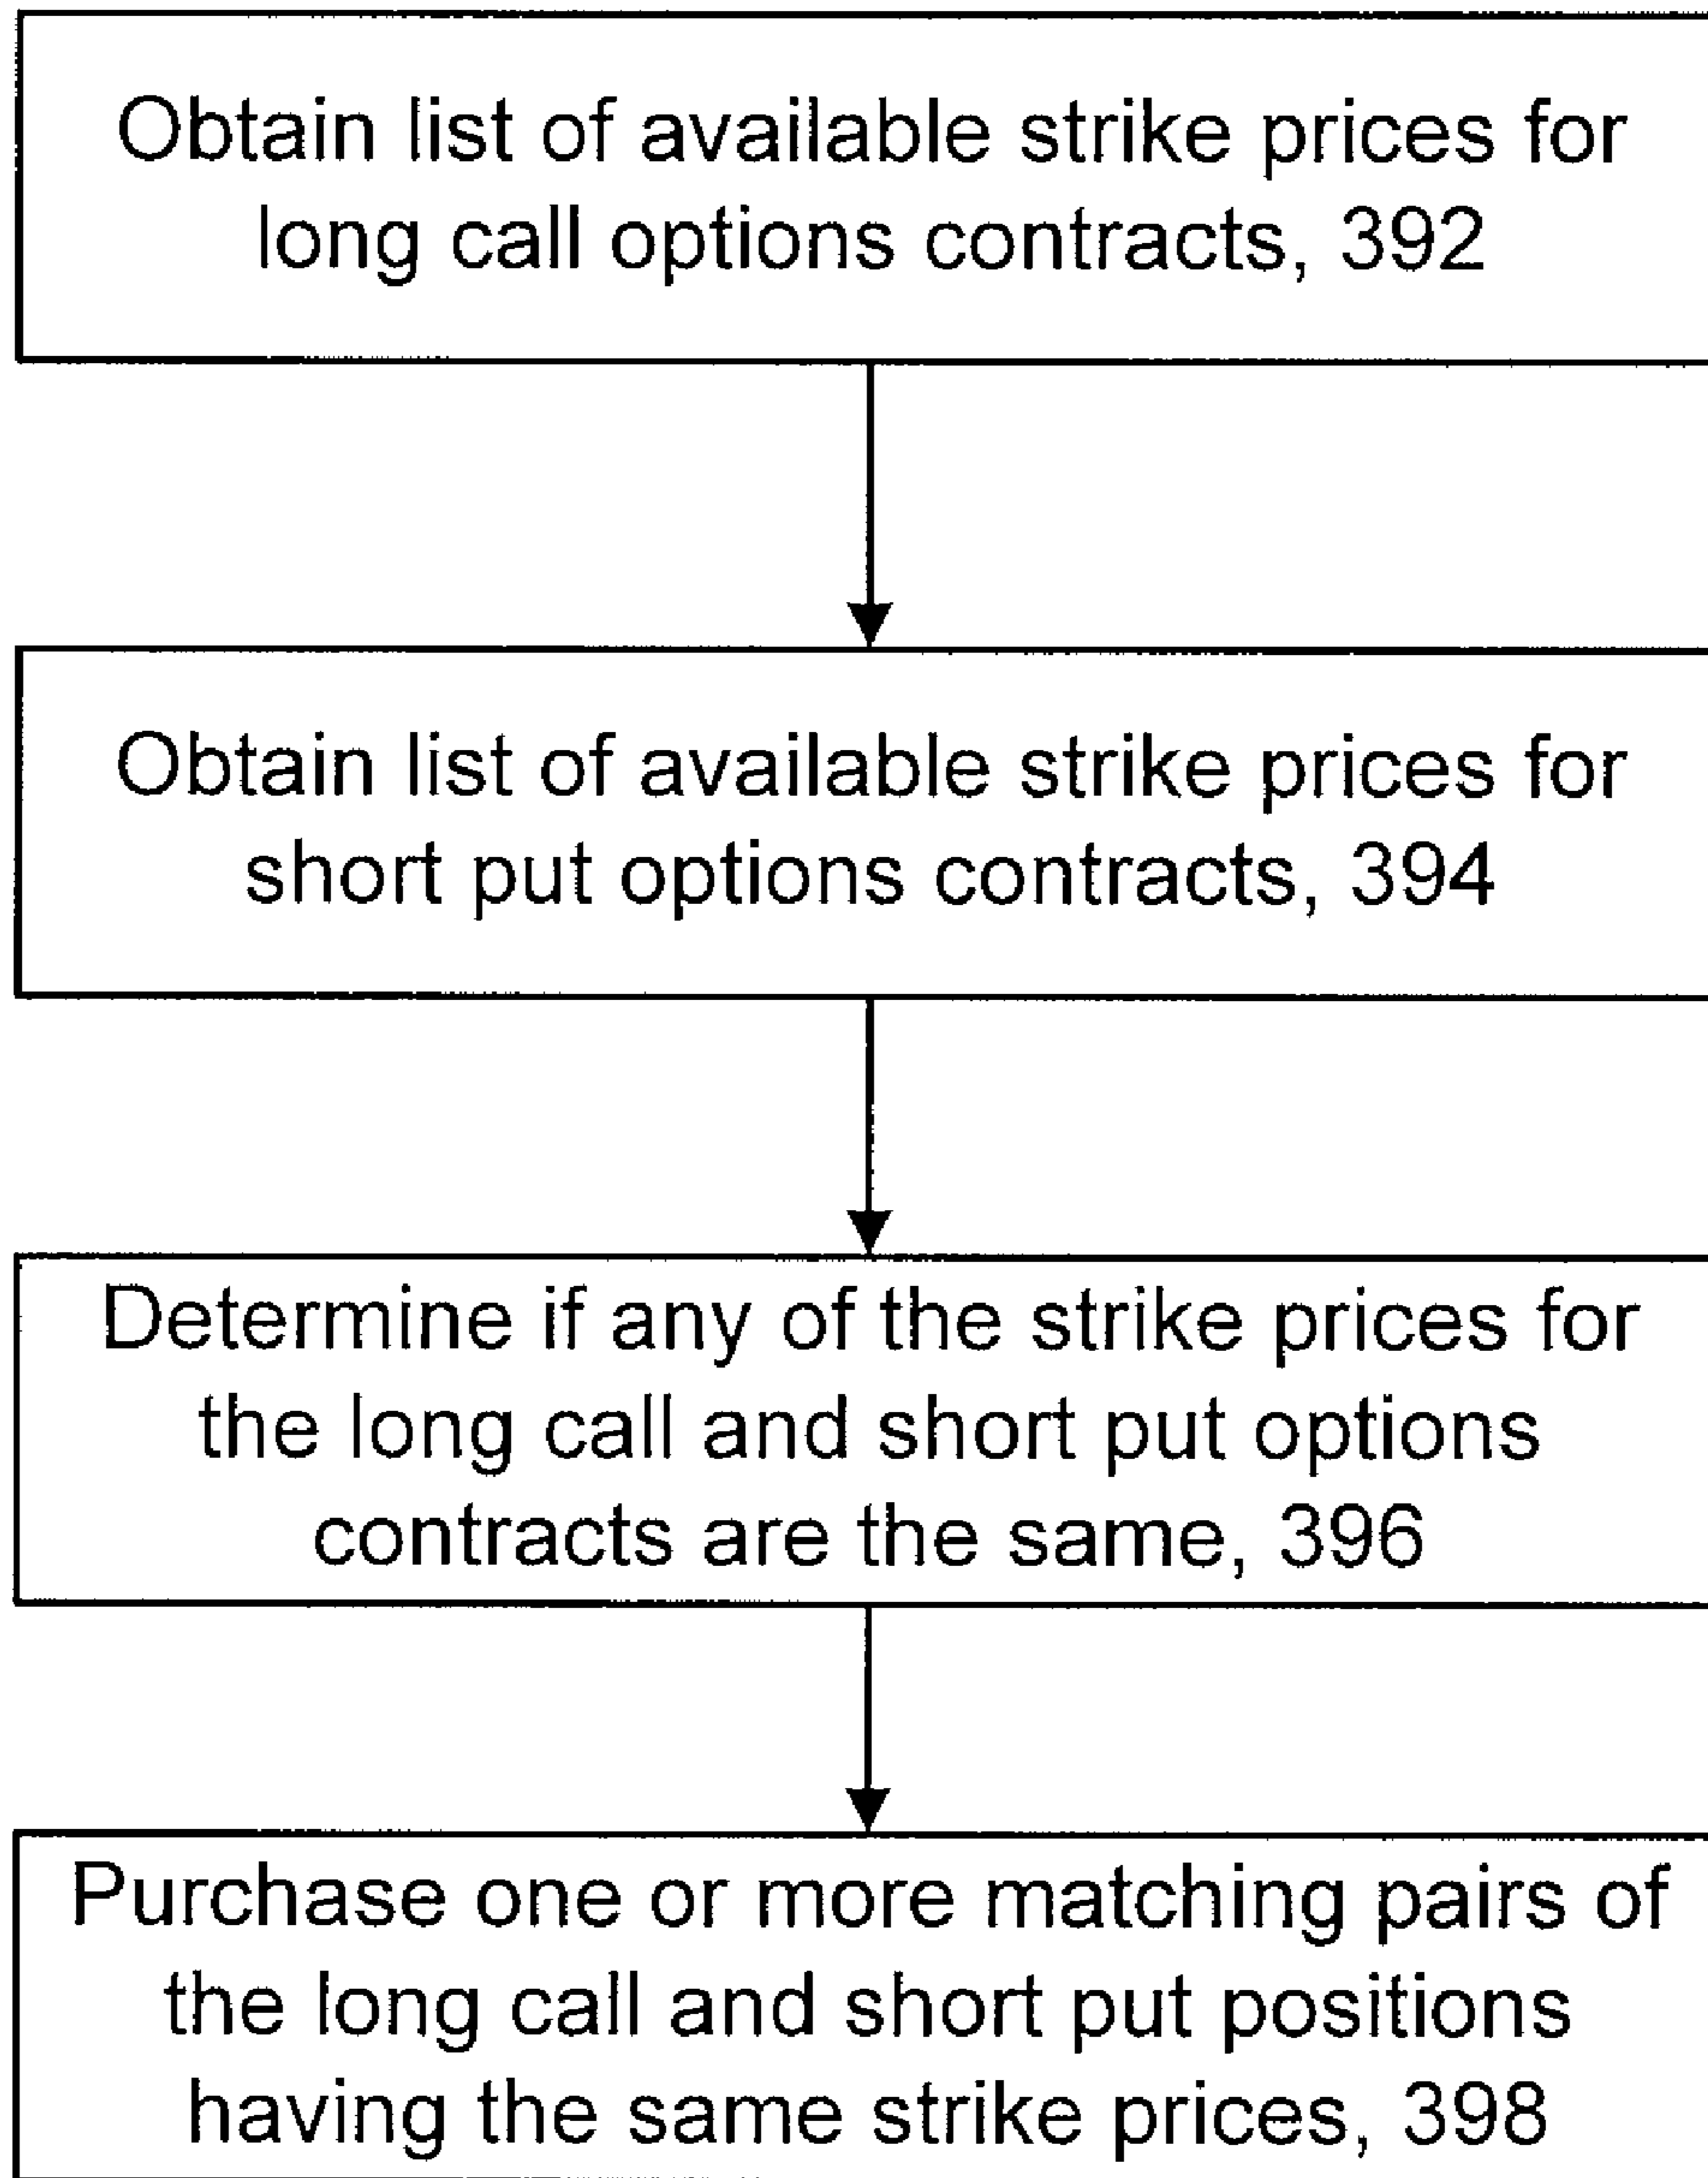 Obtain list of available strike prices for
long call options contracts, 392
Obtain list of available strike prices for
short put options contracts, 394
Determine if any of the strike prices for
the long call and short put options
contracts are the same, 396
Purchase one or more matching pairs of
the long call and short put positions
having the same strike prices, 398